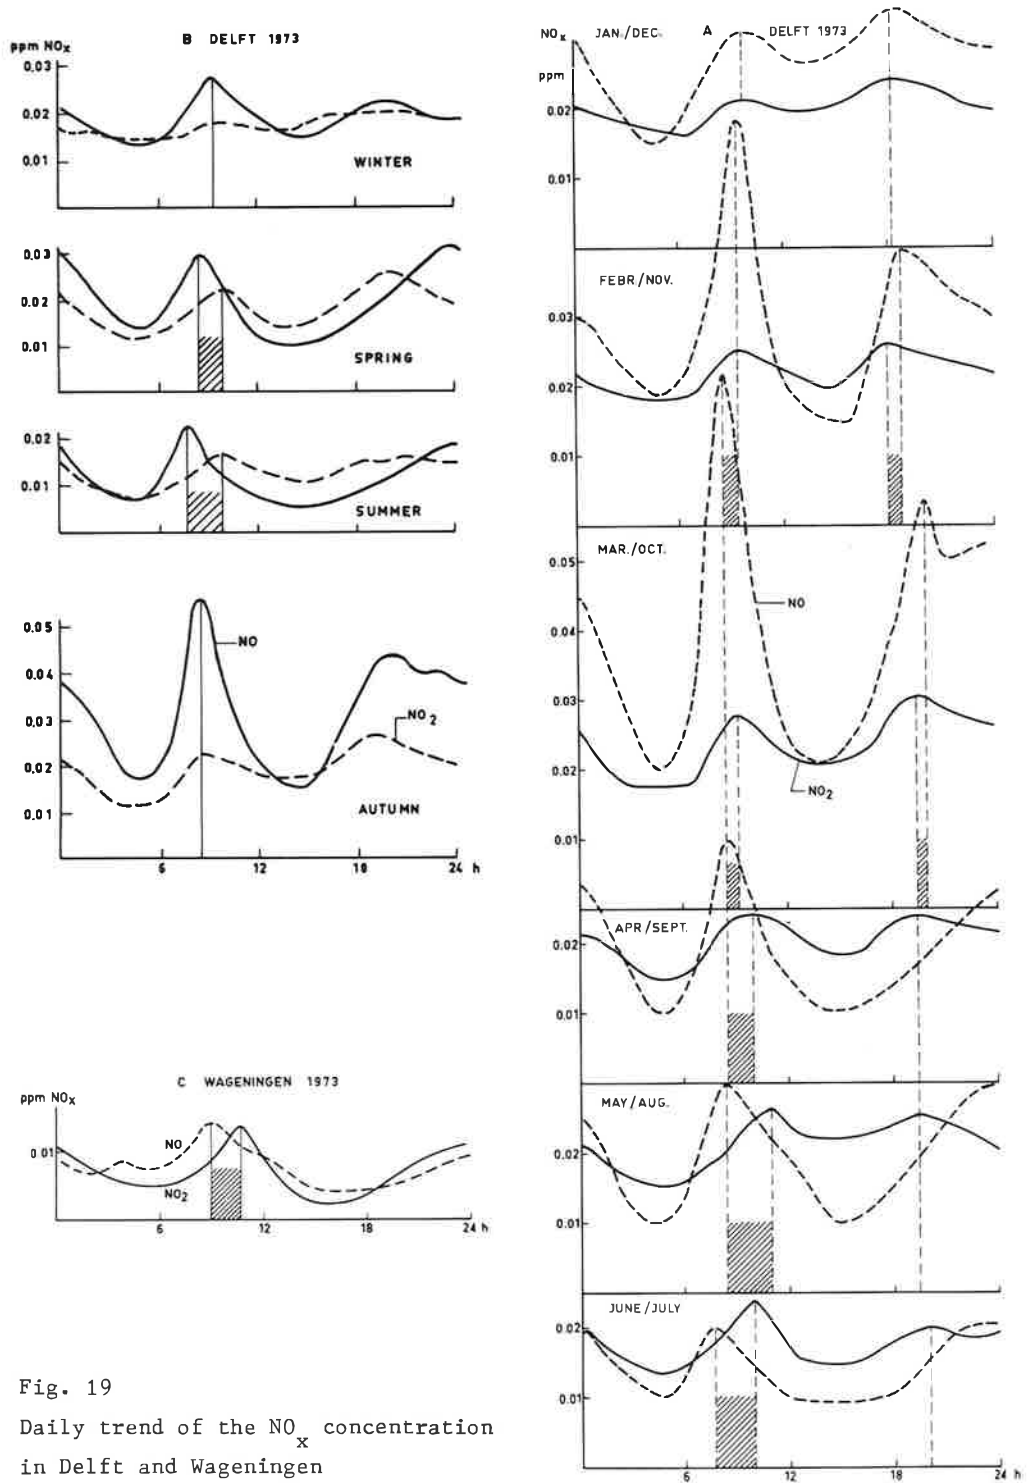 B DELFT 1973
ppm NOx
0,03
0.02
0.01
WINTER
0.03
0.02
0.01
SPRING
0.02
0.01
SUMMER
0.05
0.04
0.03
0.02
0.01
NO
NO2
AUTUMN
6
12
18
24 h
C WAGENINGEN 1973
ppm NOx
0.01
NO
NO2
6
12
18
24 h
Fig. 19
Daily trend of the NOx concentration
in Delft and Wageningen
NOx JAN./DEC. A DELFT 1973
ppm
0.02
0.01
FEBR/NOV.
0.03
0.02
0.01
MAR./OCT.
0.05
0.04
0.03
0.02
0.01
NO
NO2
APR/SEPT.
0.02
0.01
MAY/AUG.
0.02
0.01
JUNE/JULY
0.02
0.01
6
12
18
24 h